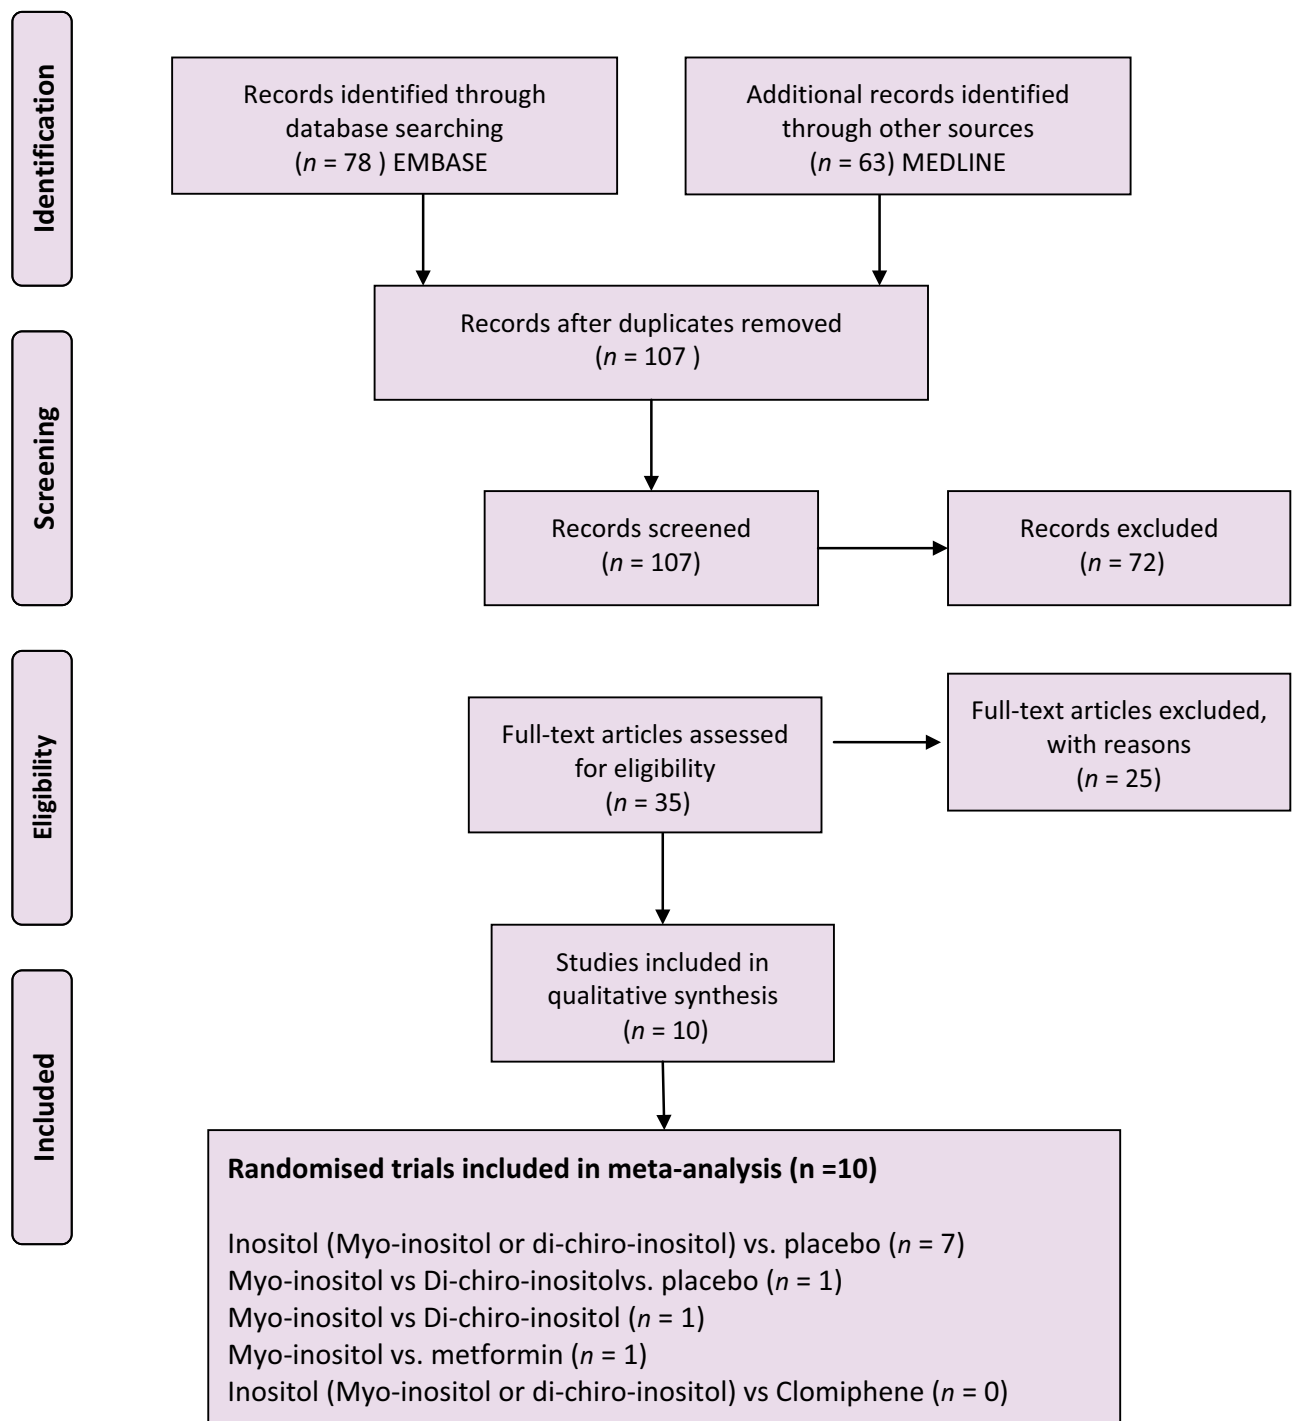 Identification
Records identified through
database searching
(n = 78 ) EMBASE
Additional records identified
through other sources
(n = 63) MEDLINE
Records after duplicates removed
(n = 107 )
Screening
Records screened
(n = 107)
Records excluded
(n = 72)
Eligibility
Full-text articles assessed
for eligibility
(n = 35)
Full-text articles excluded,
with reasons
(n = 25)
Studies included in
qualitative synthesis
(n = 10)
Included
Randomised trials included in meta-analysis (n =10)
Inositol (Myo-inositol or di-chiro-inositol) vs. placebo (n = 7)
Myo-inositol vs Di-chiro-inositolvs. placebo (n = 1)
Myo-inositol vs Di-chiro-inositol (n = 1)
Myo-inositol vs. metformin (n = 1)
Inositol (Myo-inositol or di-chiro-inositol) vs Clomiphene (n = 0)